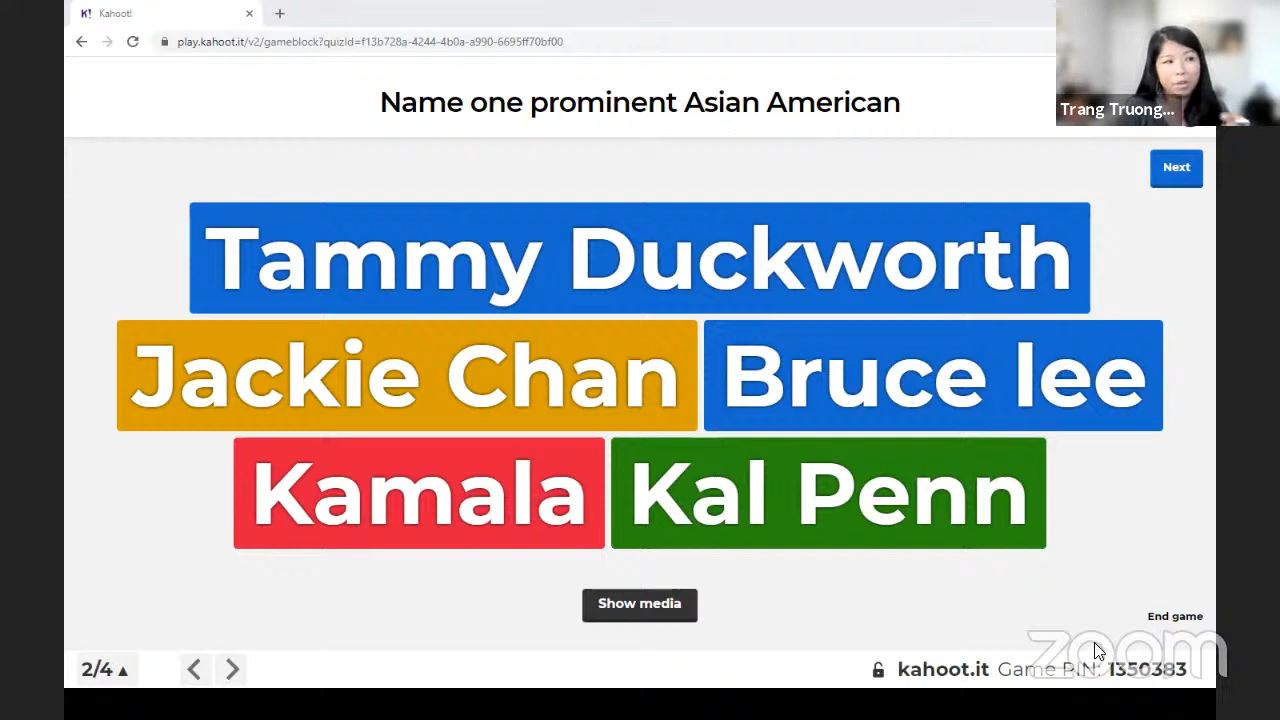 K! Kahoot!
play.kahoot.it/v2/gameblock?quizId=f13b728a-4244-4b0a-a990-6695ff70bf00
Name one prominent Asian American
Trang Truong...
Next
Tammy Duckworth
Jackie Chan Bruce lee
Kamala Kal Penn
Show media
End game
zoom
2/4 kahoot.it Game PIN: 1350383